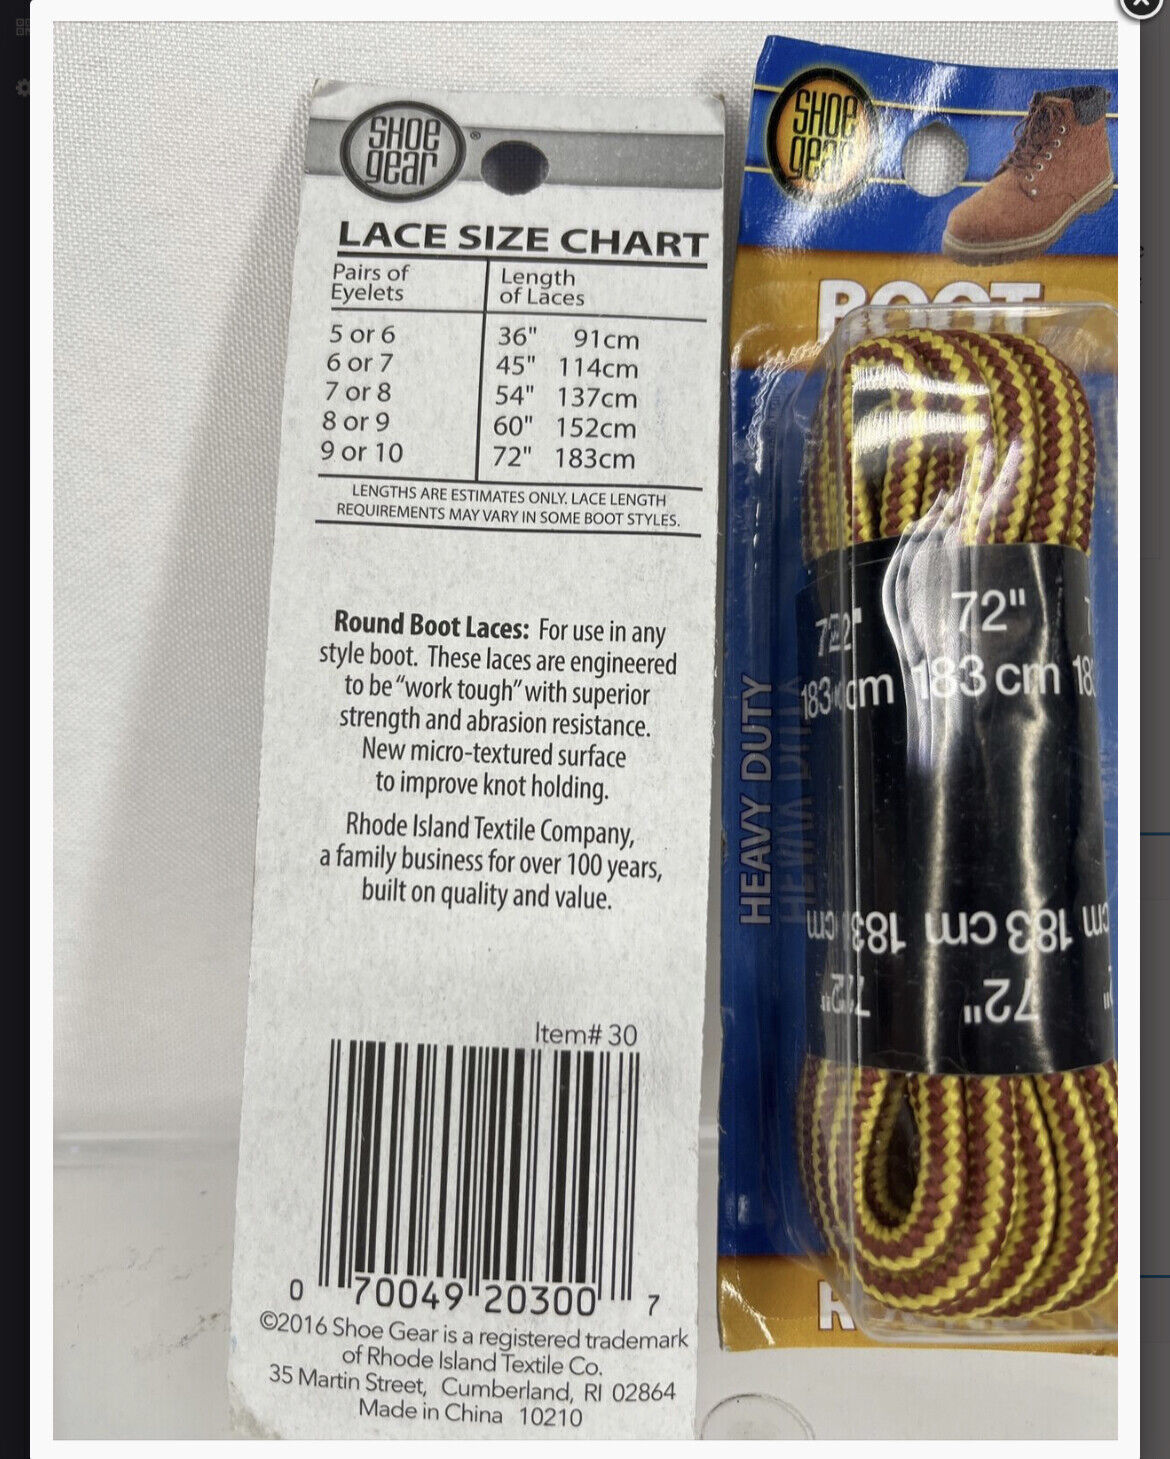 SHOE
gear
®
LACE SIZE CHART
Pairs of Eyelets
Length of Laces
5 or 6 36" 91cm
6 or 7 45" 114cm
7 or 8 54" 137cm
8 or 9 60" 152cm
9 or 10 72" 183cm
LENGTHS ARE ESTIMATES ONLY. LACE LENGTH
REQUIREMENTS MAY VARY IN SOME BOOT STYLES.
Round Boot Laces: For use in any
style boot. These laces are engineered
to be “work tough” with superior
strength and abrasion resistance.
New micro-textured surface
to improve knot holding.
Rhode Island Textile Company,
a family business for over 100 years,
built on quality and value.
Item# 30
0 70049 20300 7
©2016 Shoe Gear is a registered trademark
of Rhode Island Textile Co.
35 Martin Street, Cumberland, RI 02864
Made in China 10210
SHOE
gear
BOOT
HEAVY DUTY
72" 72"
183 cm 183 cm
183 cm 183 cm
72" 72"